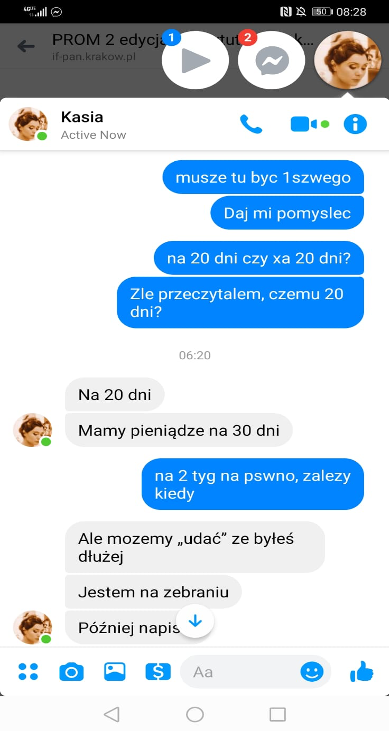 50 08:28
PROM 2 edycja
k...
if-pan.krakow.pl
1
2
Kasia
Active Now
musze tu byc 1szwego
Daj mi pomyslec
na 20 dni czy xa 20 dni?
Zle przeczytalem, czemu 20
dni?
06:20
Na 20 dni
Mamy pieniądze na 30 dni
na 2 tyg na pswno, zalezy
kiedy
Ale mozemy „udać” ze byłeś
dłużej
Jestem na zebraniu
Później napis
Aa